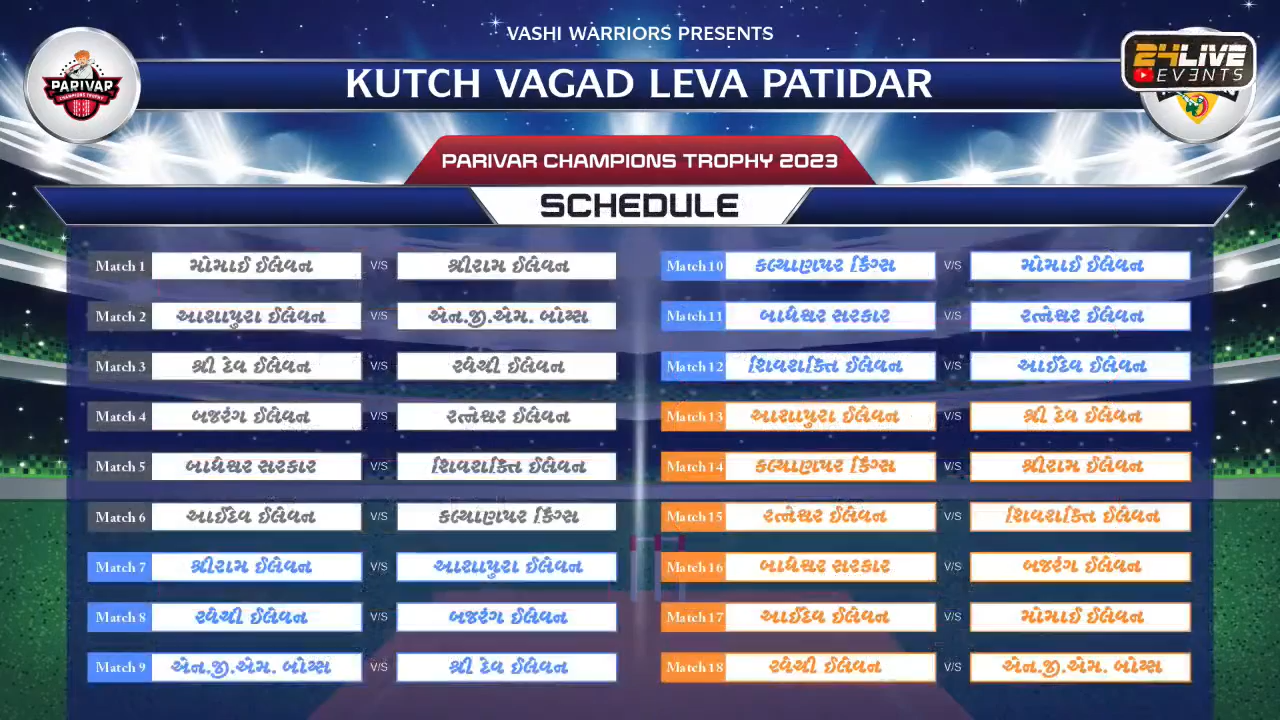 VASHI WARRIORS PRESENTS
KUTCH VAGAD LEVA PATIDAR
PARIVAR
CHAMPIONS TROPHY
24LIVE
EVENTS
PARIVAR CHAMPIONS TROPHY 2023
SCHEDULE
Match 1 મોમાઈ ઈલેવન V/S શ્રીરામ ઈલેવન
Match 2 આશાપુરા ઈલેવન V/S એન.જી.એમ. બોય્સ
Match 3 શ્રી દેવ ઈલેવન V/S રવેચી ઈલેવન
Match 4 બજરંગ ઈલેવન V/S રત્નેશ્વર ઈલેવન
Match 5 બાધેશ્વર સરકાર V/S શિવશક્તિ ઈલેવન
Match 6 આઈદેવ ઈલેવન V/S કલ્યાણપર કિંગ્સ
Match 7 શ્રીરામ ઈલેવન V/S આશાપુરા ઈલેવન
Match 8 રવેચી ઈલેવન V/S બજરંગ ઈલેવન
Match 9 એન.જી.એમ. બોય્સ V/S શ્રી દેવ ઈલેવન
Match 10 કલ્યાણપર કિંગ્સ V/S મોમાઈ ઈલેવન
Match 11 બાધેશ્વર સરકાર V/S રત્નેશ્વર ઈલેવન
Match 12 શિવશક્તિ ઈલેવન V/S આઈદેવ ઈલેવન
Match 13 આશાપુરા ઈલેવન V/S શ્રી દેવ ઈલેવન
Match 14 કલ્યાણપર કિંગ્સ V/S શ્રીરામ ઈલેવન
Match 15 રત્નેશ્વર ઈલેવન V/S શિવશક્તિ ઈલેવન
Match 16 બાધેશ્વર સરકાર V/S બજરંગ ઈલેવન
Match 17 આઈદેવ ઈલેવન V/S મોમાઈ ઈલેવન
Match 18 રવેચી ઈલેવન V/S એન.જી.એમ. બોય્સ